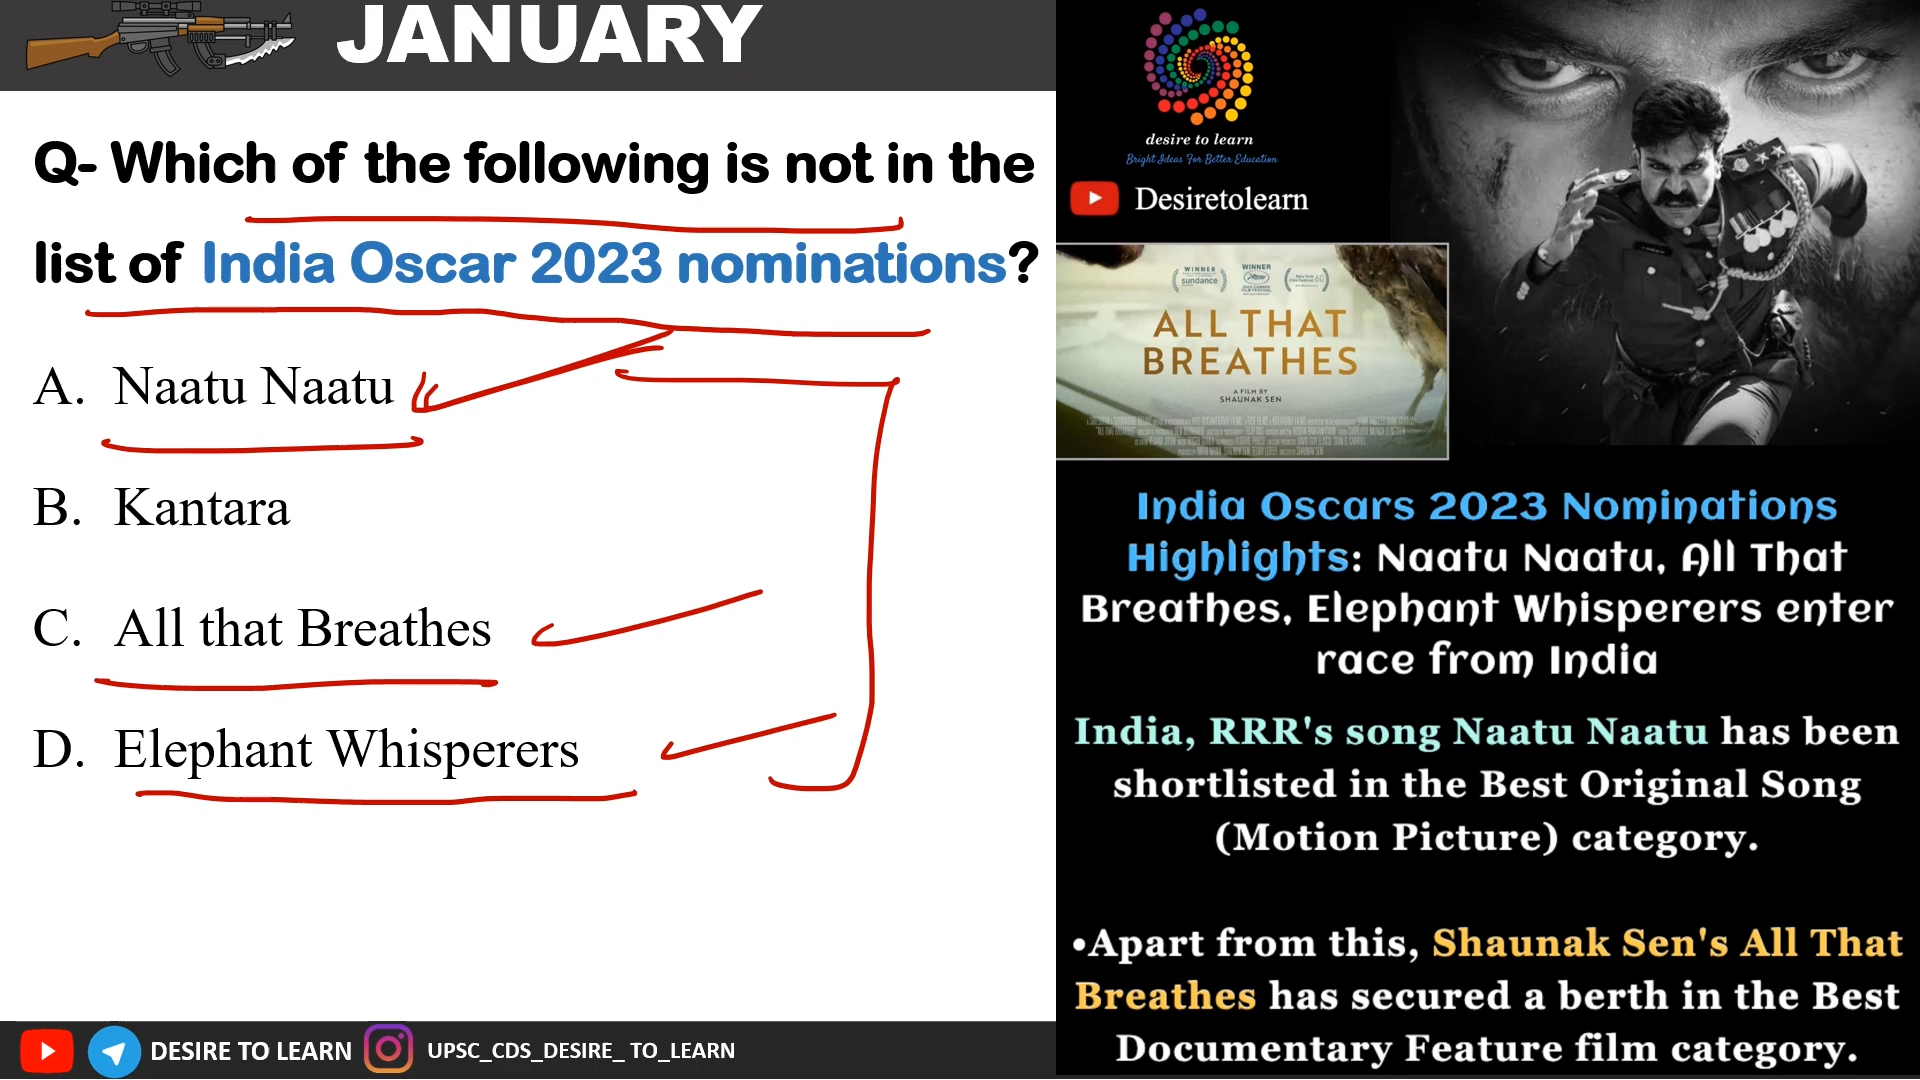 JANUARY
Q- Which of the following is not in the
list of India Oscar 2023 nominations?
A. Naatu Naatu
B. Kantara
C. All that Breathes
D. Elephant Whisperers
DESIRE TO LEARN
UPSC_CDS_DESIRE_ TO_LEARN
desire to learn
Bright Ideas For Better Education
Desiretolearn
WINNER
sundance
WINNER
ALL THAT
BREATHES
A FILM BY
SHAUNAK SEN
India Oscars 2023 Nominations
Highlights: Naatu Naatu, All That
Breathes, Elephant Whisperers enter
race from India
India, RRR's song Naatu Naatu has been
shortlisted in the Best Original Song
(Motion Picture) category.
•Apart from this, Shaunak Sen's All That
Breathes has secured a berth in the Best
Documentary Feature film category.